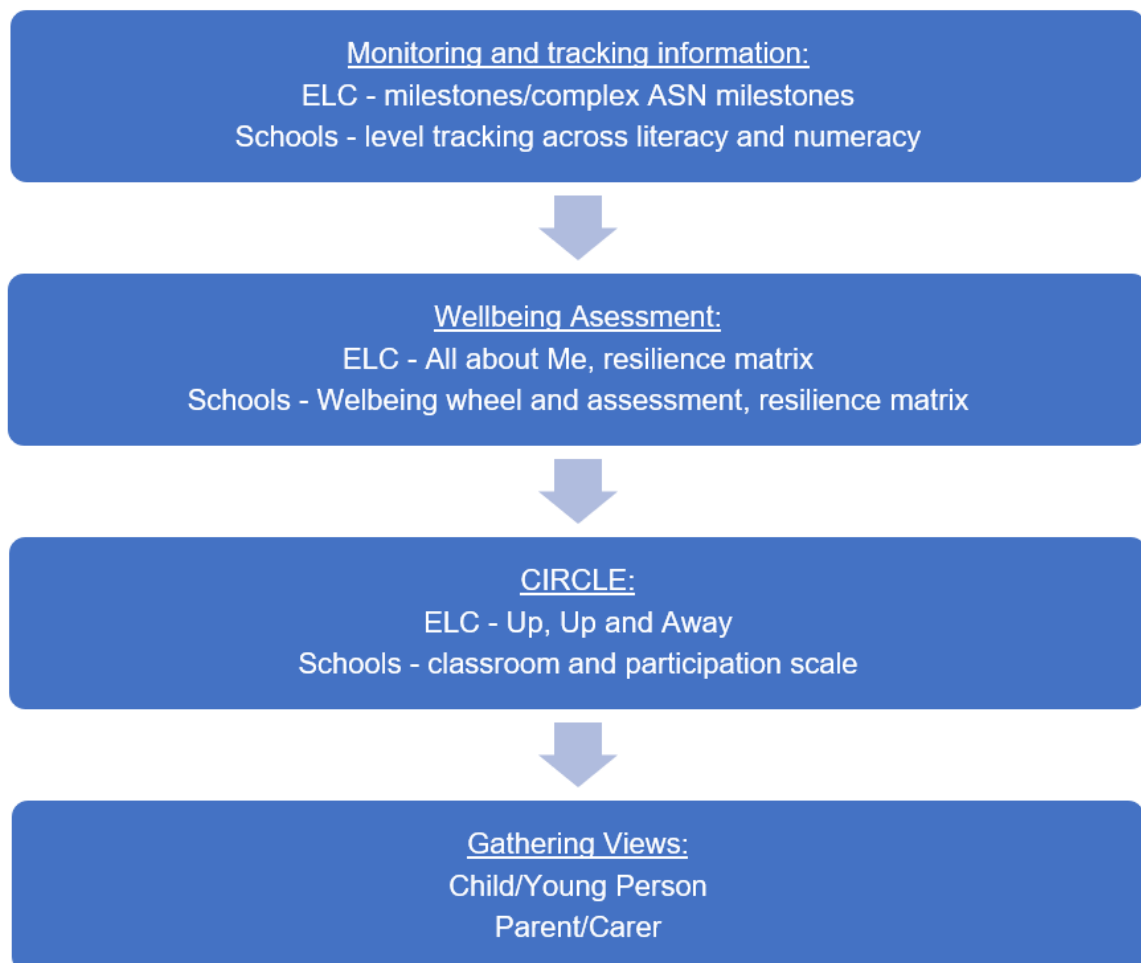 Monitoring and tracking information:
ELC - milestones/complex ASN milestones
Schools - level tracking across literacy and numeracy
Wellbeing Asessment:
ELC - All about Me, resilience matrix
Schools - Welbeing wheel and assessment, resilience matrix
CIRCLE:
ELC - Up, Up and Away
Schools - classroom and participation scale
Gathering Views:
Child/Young Person
Parent/Carer